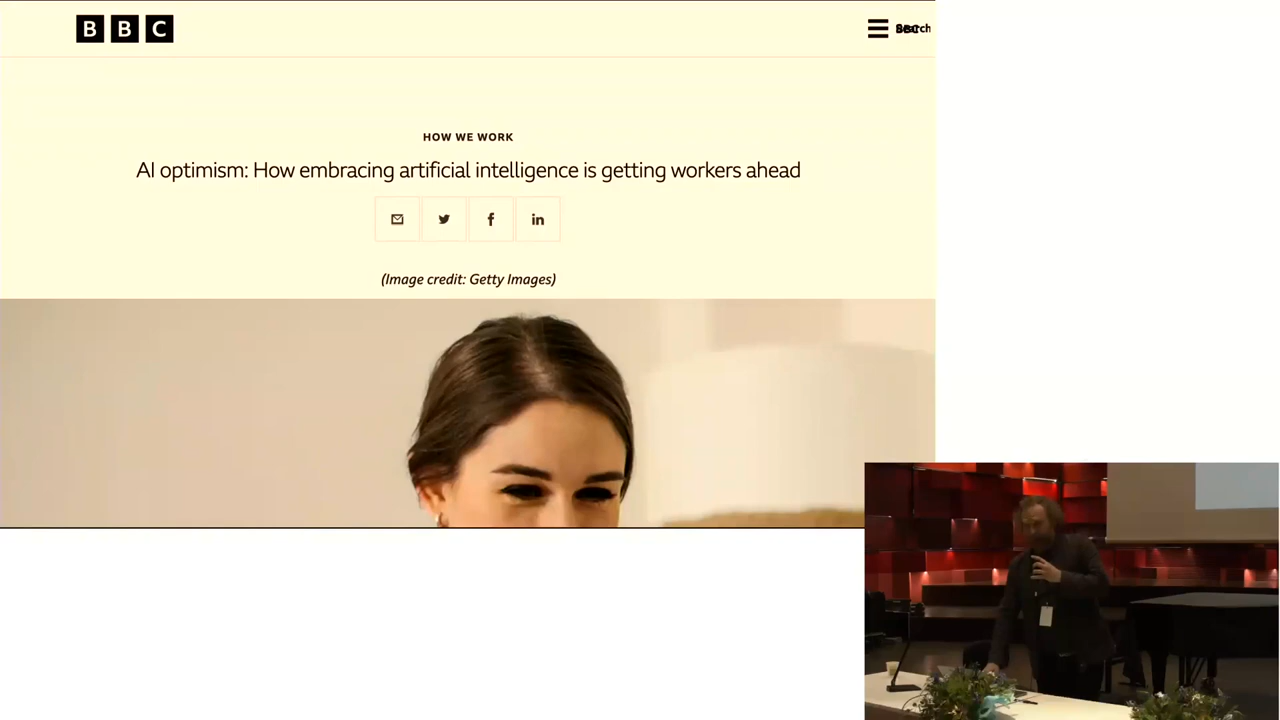 BBC
HOW WE WORK
AI optimism: How embracing artificial intelligence is getting workers ahead
(Image credit: Getty Images)